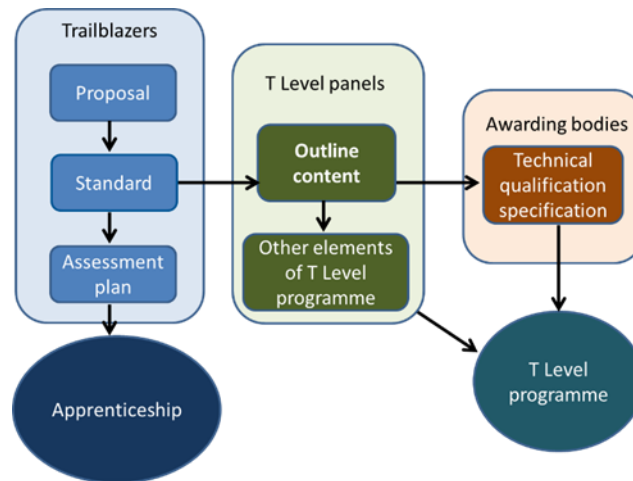 Trailblazers
Proposal
Standard
Assessment
plan
Apprenticeship
T Level panels
Outline
content
Other elements
of T Level
programme
Awarding bodies
Technical
qualification
specification
T Level
programme